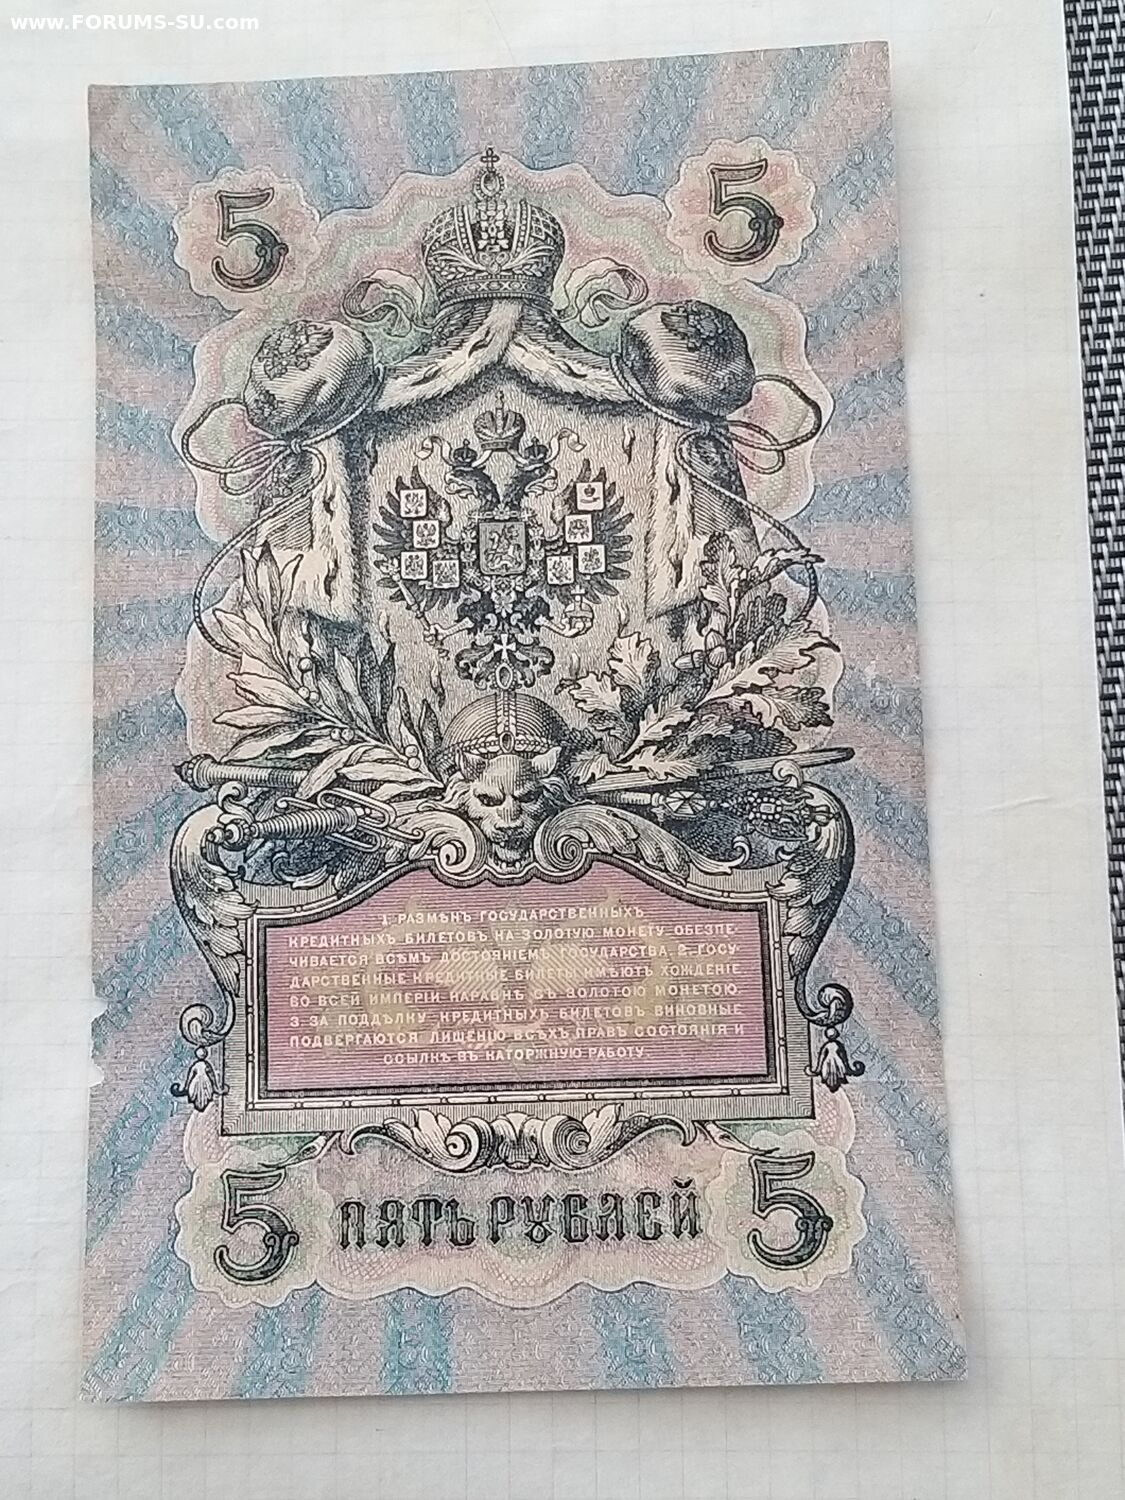 www.FORUMS-SU.com
5 5
1. РАЗМѢНЪ ГОСУДАРСТВЕННЫХЪ
КРЕДИТНЫХЪ БИЛЕТОВЪ НА ЗОЛОТУЮ МОНЕТУ ОБЕЗПЕ-
ЧИВАЕТСЯ ВСѢМЪ ДОСТОЯНІЕМЪ ГОСУДАРСТВА. 2. ГОСУ-
ДАРСТВЕННЫЕ КРЕДИТНЫЕ БИЛЕТЫ ИМѢЮТЪ ХОЖДЕНІЕ
ВО ВСЕЙ ИМПЕРІИ НАРАВНѢ СЪ ЗОЛОТОЮ МОНЕТОЮ.
3. ЗА ПОДДѢЛКУ КРЕДИТНЫХЪ БИЛЕТОВЪ ВИНОВНЫЕ
ПОДВЕРГАЮТСЯ ЛИШЕНІЮ ВСѢХЪ ПРАВЪ СОСТОЯНІЯ И
ССЫЛКѢ ВЪ КАТОРЖНУЮ РАБОТУ.
5 ПЯТЬ РУБЛЕЙ 5